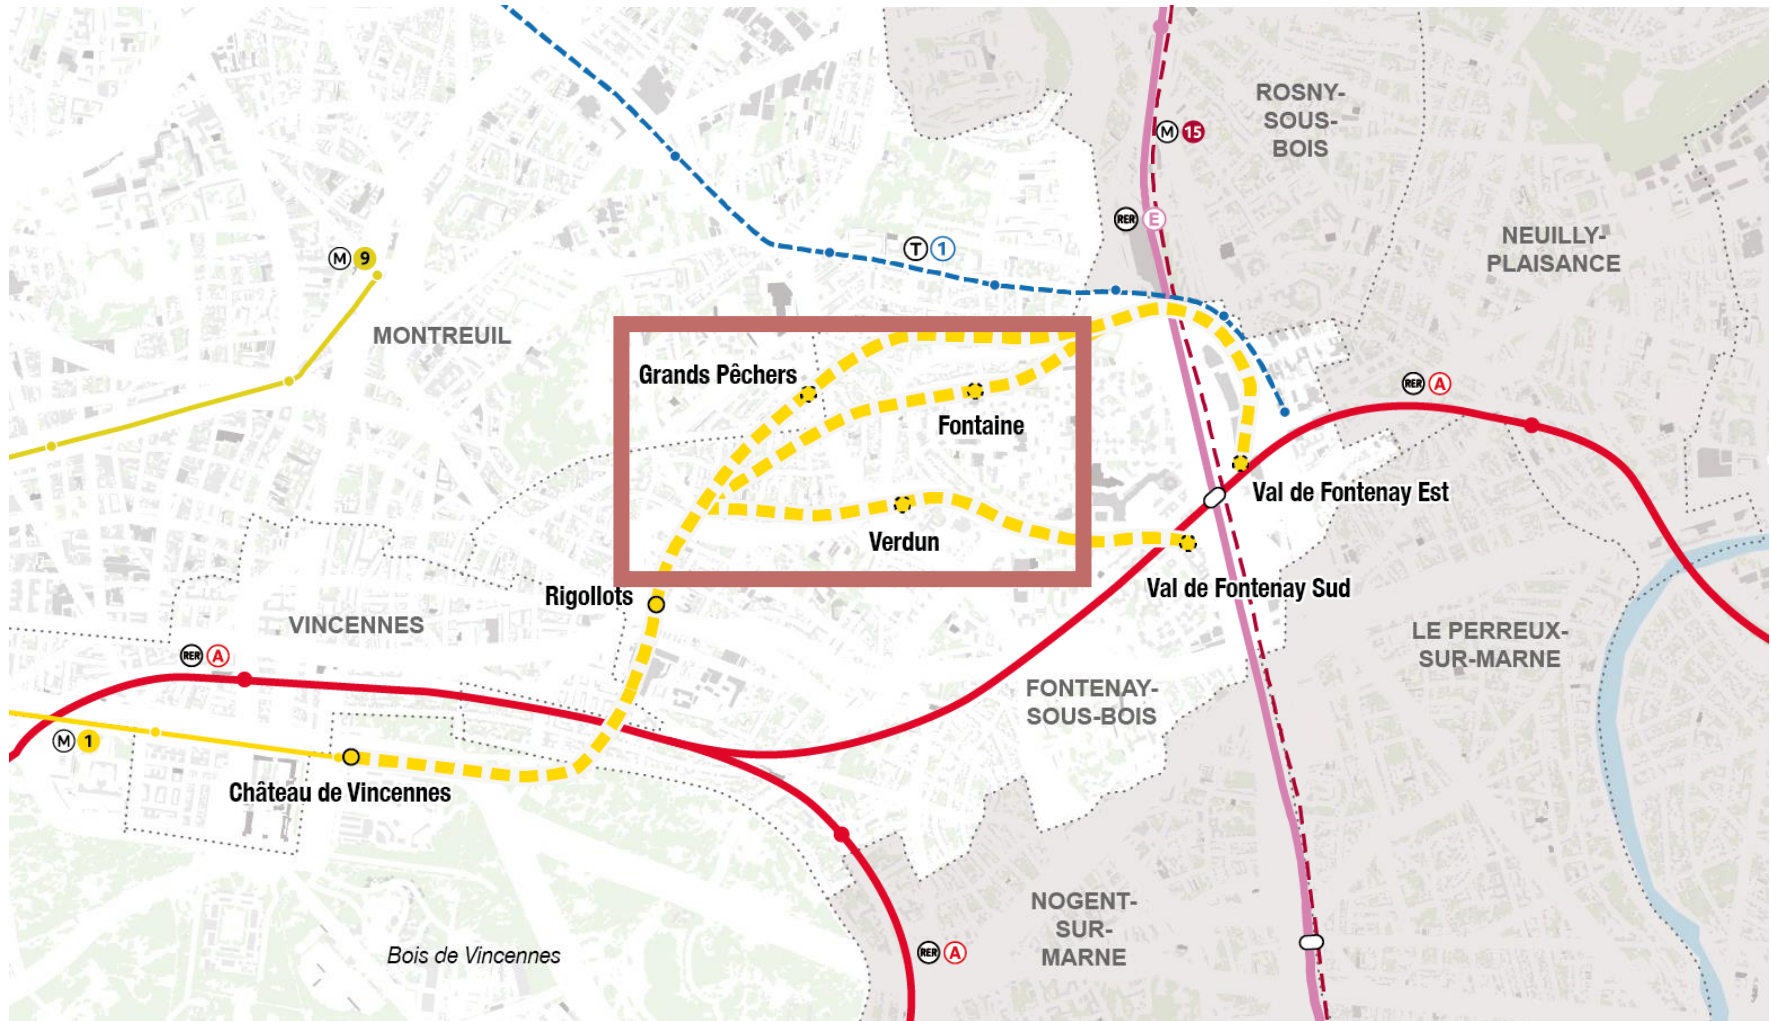 ROSNY-
SOUS-
BOIS
M 15
RER E
NEUILLY-
PLAISANCE
T 1
M 9
MONTREUIL
Grands Pêchers
Fontaine
RER A
Val de Fontenay Est
Verdun
Val de Fontenay Sud
Rigollots
VINCENNES
RER A
LE PERREUX-
SUR-MARNE
FONTENAY-
SOUS-BOIS
M 1
Château de Vincennes
NOGENT-
SUR-
MARNE
Bois de Vincennes
RER A